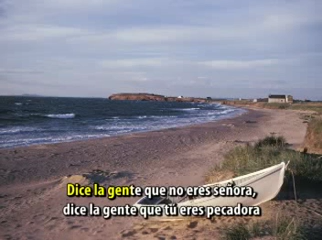 Dice la gente que no eres señora,
dice la gente que tú eres pecadora